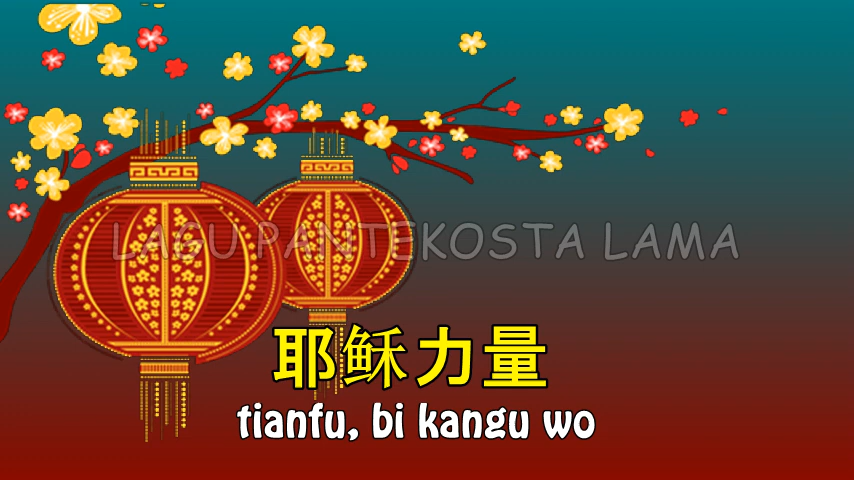 LAGU PANTEKOSTA LAMA
耶稣力量
tianfu, bi kangu wo